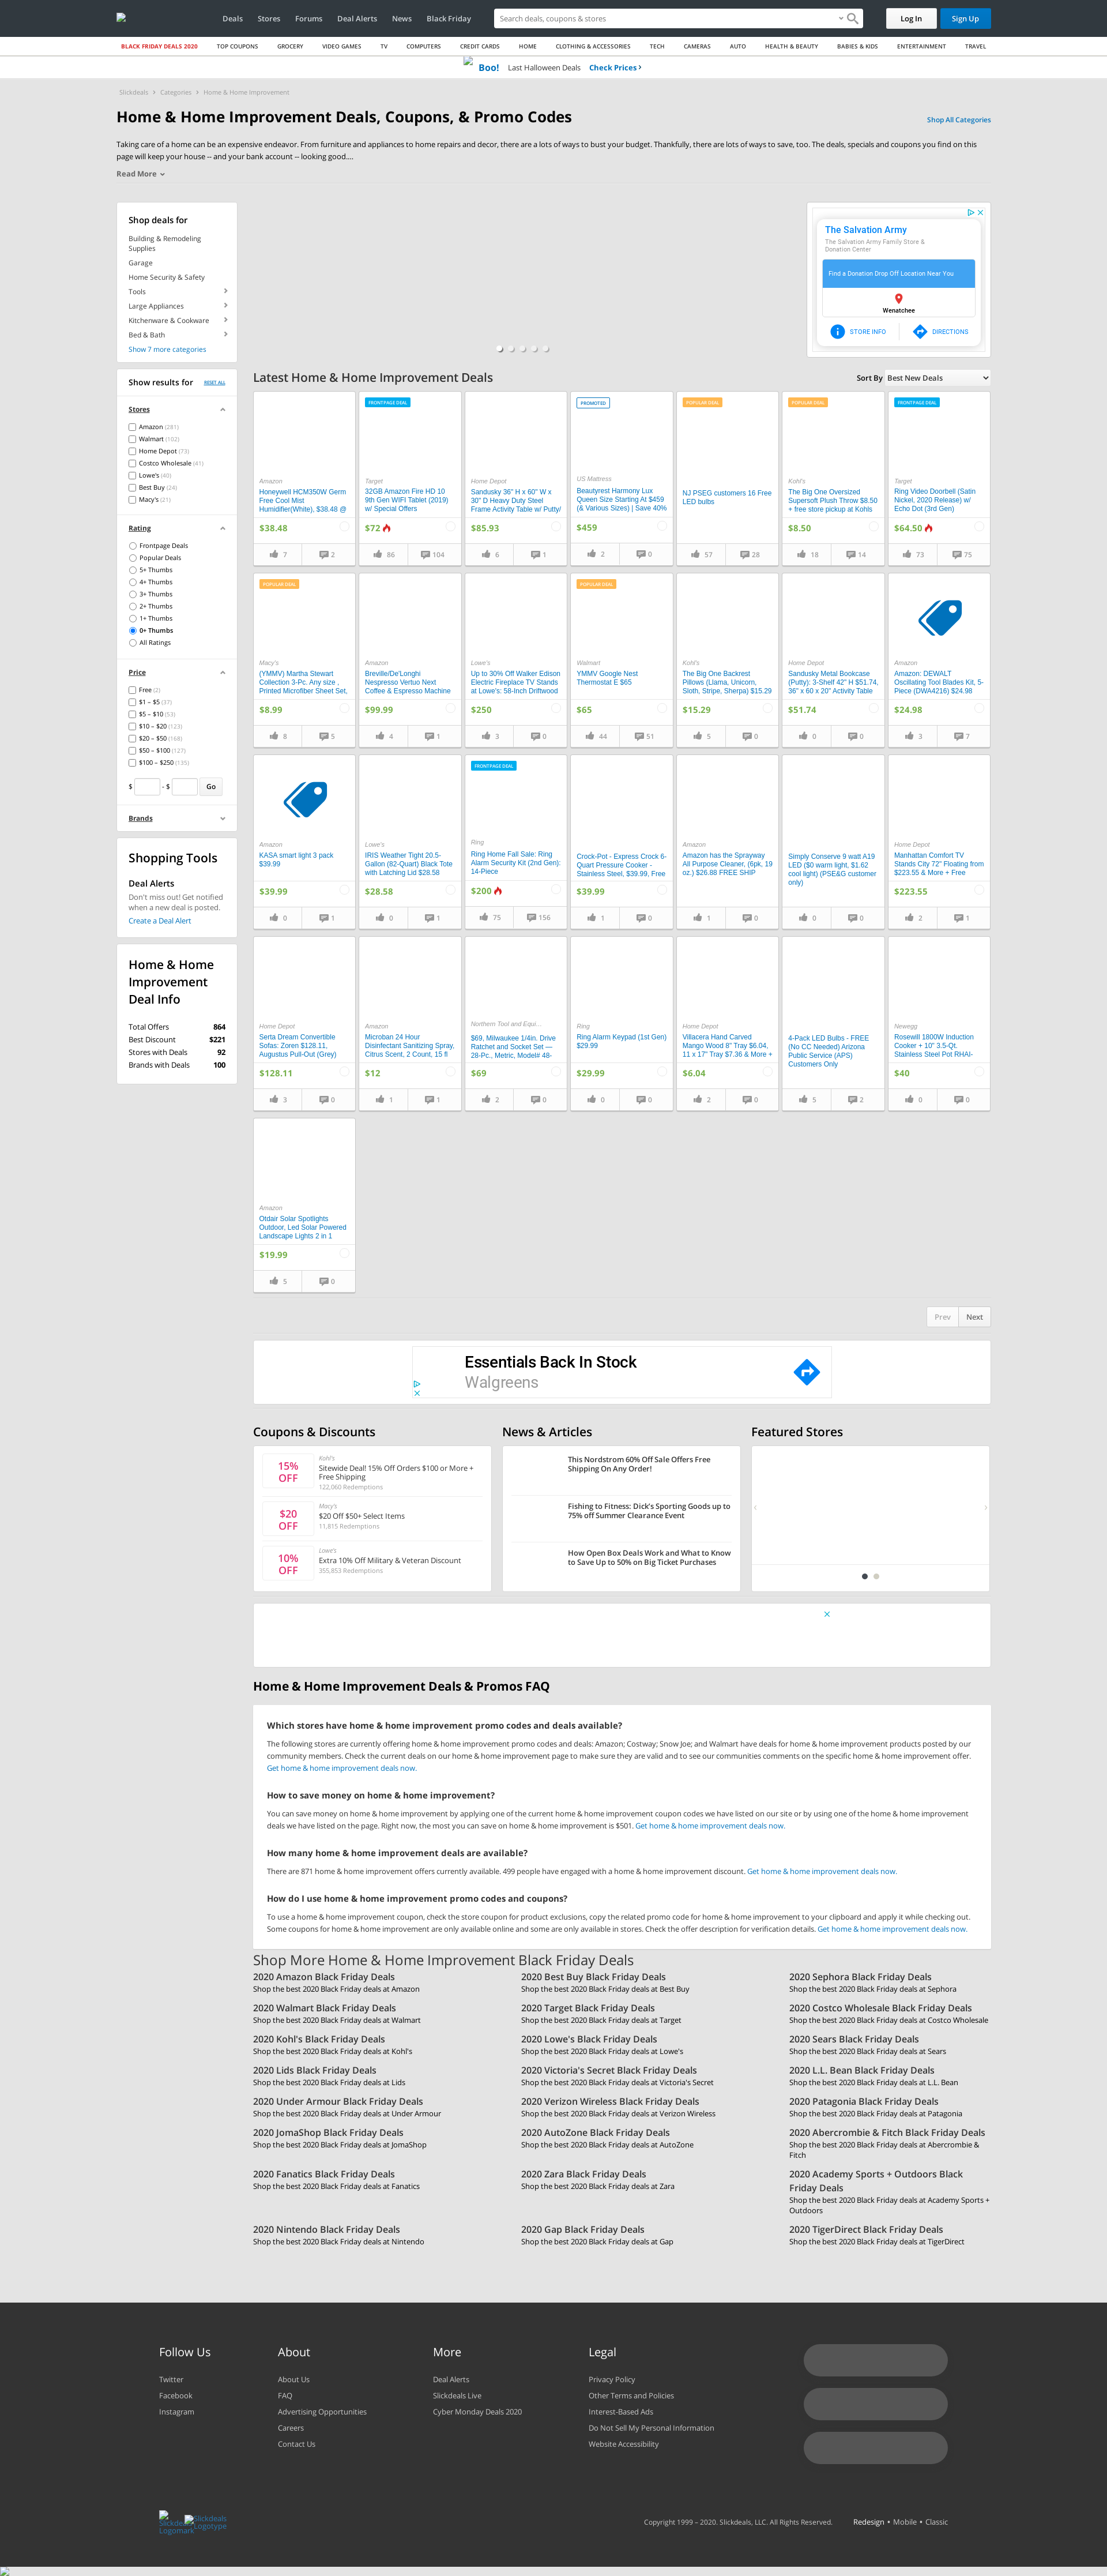 Deals Stores Forums Deal Alerts News Black Friday Search deals, coupons & stores Log In Sign Up
BLACK FRIDAY DEALS 2020 TOP COUPONS GROCERY VIDEO GAMES TV COMPUTERS CREDIT CARDS HOME CLOTHING & ACCESSORIES TECH CAMERAS AUTO HEALTH & BEAUTY BABIES & KIDS ENTERTAINMENT TRAVEL
Boo! Last Halloween Deals Check Prices
Slickdeals Categories Home & Home Improvement
Home & Home Improvement Deals, Coupons, & Promo Codes
Shop All Categories
Taking care of a home can be an expensive endeavor. From furniture and appliances to home repairs and decor, there are a lot of ways to bust your budget. Thankfully, there are lots of ways to save, too. The deals, specials and coupons you find on this
page will keep your house -- and your bank account -- looking good....
Read More
Shop deals for
Building & Remodeling
Supplies
Garage
Home Security & Safety
Tools
Large Appliances
Kitchenware & Cookware
Bed & Bath
Show 7 more categories
The Salvation Army
The Salvation Army Family Store &
Donation Center
Find a Donation Drop Off Location Near You
Wenatchee
STORE INFO DIRECTIONS
Show results for RESET ALL
Stores
Amazon (281)
Walmart (102)
Home Depot (73)
Costco Wholesale (41)
Lowe's (40)
Best Buy (24)
Macy's (21)
Rating
Frontpage Deals
Popular Deals
5+ Thumbs
4+ Thumbs
3+ Thumbs
2+ Thumbs
1+ Thumbs
0+ Thumbs
All Ratings
Price
Free (2)
$1 – $5 (37)
$5 – $10 (53)
$10 – $20 (123)
$20 – $50 (168)
$50 – $100 (127)
$100 – $250 (135)
$ - $ Go
Brands
Shopping Tools
Deal Alerts
Don't miss out! Get notified
when a new deal is posted.
Create a Deal Alert
Home & Home
Improvement
Deal Info
Total Offers 864
Best Discount $221
Stores with Deals 92
Brands with Deals 100
Latest Home & Home Improvement Deals
Sort By Best New Deals
Amazon
Honeywell HCM350W Germ
Free Cool Mist
Humidifier(White), $38.48 @
$38.48
7 2
FRONTPAGE DEAL
Target
32GB Amazon Fire HD 10
9th Gen WIFI Tablet (2019)
w/ Special Offers
$72
86 104
Home Depot
Sandusky 36" H x 60" W x
30" D Heavy Duty Steel
Frame Activity Table w/ Putty/
$85.93
6 1
PROMOTED
US Mattress
Beautyrest Harmony Lux
Queen Size Starting At $459
(& Various Sizes) | Save 40%
$459
2 0
POPULAR DEAL
NJ PSEG customers 16 Free
LED bulbs
57 28
POPULAR DEAL
Kohl's
The Big One Oversized
Supersoft Plush Throw $8.50
+ free store pickup at Kohls
$8.50
18 14
FRONTPAGE DEAL
Target
Ring Video Doorbell (Satin
Nickel, 2020 Release) w/
Echo Dot (3rd Gen)
$64.50
73 75
POPULAR DEAL
Macy's
(YMMV) Martha Stewart
Collection 3-Pc. Any size ,
Printed Microfiber Sheet Set,
$8.99
8 5
Amazon
Breville/De'Longhi
Nespresso Vertuo Next
Coffee & Espresso Machine
$99.99
4 1
Lowe's
Up to 30% Off Walker Edison
Electric Fireplace TV Stands
at Lowe's: 58-Inch Driftwood
$250
3 0
POPULAR DEAL
Walmart
YMMV Google Nest
Thermostat E $65
$65
44 51
Kohl's
The Big One Backrest
Pillows (Llama, Unicorn,
Sloth, Stripe, Sherpa) $15.29
$15.29
5 0
Home Depot
Sandusky Metal Bookcase
(Putty): 3-Shelf 42" H $51.74,
36" x 60 x 20" Activity Table
$51.74
0 0
Amazon
Amazon: DEWALT
Oscillating Tool Blades Kit, 5-
Piece (DWA4216) $24.98
$24.98
3 7
Amazon
KASA smart light 3 pack
$39.99
$39.99
0 1
Lowe's
IRIS Weather Tight 20.5-
Gallon (82-Quart) Black Tote
with Latching Lid $28.58
$28.58
0 1
FRONTPAGE DEAL
Ring
Ring Home Fall Sale: Ring
Alarm Security Kit (2nd Gen):
14-Piece
$200
75 156
Crock-Pot - Express Crock 6-
Quart Pressure Cooker -
Stainless Steel, $39.99, Free
$39.99
1 0
Amazon
Amazon has the Sprayway
All Purpose Cleaner, (6pk, 19
oz.) $26.88 FREE SHIP
1 0
Simply Conserve 9 watt A19
LED ($0 warm light, $1.62
cool light) (PSE&G customer
only)
0 0
Home Depot
Manhattan Comfort TV
Stands City 72" Floating from
$223.55 & More + Free
$223.55
2 1
Home Depot
Serta Dream Convertible
Sofas: Zoren $128.11,
Augustus Pull-Out (Grey)
$128.11
3 0
Amazon
Microban 24 Hour
Disinfectant Sanitizing Spray,
Citrus Scent, 2 Count, 15 fl
$12
1 1
Northern Tool and Equi...
$69, Milwaukee 1/4in. Drive
Ratchet and Socket Set —
28-Pc., Metric, Model# 48-
$69
2 0
Ring
Ring Alarm Keypad (1st Gen)
$29.99
$29.99
0 0
Home Depot
Villacera Hand Carved
Mango Wood 8" Tray $6.04,
11 x 17" Tray $7.36 & More +
$6.04
2 0
4-Pack LED Bulbs - FREE
(No CC Needed) Arizona
Public Service (APS)
Customers Only
5 2
Newegg
Rosewill 1800W Induction
Cooker + 10" 3.5-Qt.
Stainless Steel Pot RHAI-
$40
0 0
Amazon
Otdair Solar Spotlights
Outdoor, Led Solar Powered
Landscape Lights 2 in 1
$19.99
5 0
Prev Next
Essentials Back In Stock
Walgreens
Coupons & Discounts
15%
OFF
Kohl's
Sitewide Deal! 15% Off Orders $100 or More +
Free Shipping
122,060 Redemptions
$20
OFF
Macy's
$20 Off $50+ Select Items
11,815 Redemptions
10%
OFF
Lowe's
Extra 10% Off Military & Veteran Discount
355,853 Redemptions
News & Articles
This Nordstrom 60% Off Sale Offers Free
Shipping On Any Order!
Fishing to Fitness: Dick's Sporting Goods up to
75% off Summer Clearance Event
How Open Box Deals Work and What to Know
to Save Up to 50% on Big Ticket Purchases
Featured Stores
Home & Home Improvement Deals & Promos FAQ
Which stores have home & home improvement promo codes and deals available?
The following stores are currently offering home & home improvement promo codes and deals: Amazon; Costway; Snow Joe; and Walmart have deals for home & home improvement products posted by our
community members. Check the current deals on our home & home improvement page to make sure they are valid and to see our communities comments on the specific home & home improvement offer.
Get home & home improvement deals now.
How to save money on home & home improvement?
You can save money on home & home improvement by applying one of the current home & home improvement coupon codes we have listed on our site or by using one of the home & home improvement
deals we have listed on the page. Right now, the most you can save on home & home improvement is $501. Get home & home improvement deals now.
How many home & home improvement deals are available?
There are 871 home & home improvement offers currently available. 499 people have engaged with a home & home improvement discount. Get home & home improvement deals now.
How do I use home & home improvement promo codes and coupons?
To use a home & home improvement coupon, check the store coupon for product exclusions, copy the related promo code for home & home improvement to your clipboard and apply it while checking out.
Some coupons for home & home improvement are only available online and some are only available in stores. Check the offer description for verification details. Get home & home improvement deals now.
Shop More Home & Home Improvement Black Friday Deals
2020 Amazon Black Friday Deals
Shop the best 2020 Black Friday deals at Amazon
2020 Best Buy Black Friday Deals
Shop the best 2020 Black Friday deals at Best Buy
2020 Sephora Black Friday Deals
Shop the best 2020 Black Friday deals at Sephora
2020 Walmart Black Friday Deals
Shop the best 2020 Black Friday deals at Walmart
2020 Target Black Friday Deals
Shop the best 2020 Black Friday deals at Target
2020 Costco Wholesale Black Friday Deals
Shop the best 2020 Black Friday deals at Costco Wholesale
2020 Kohl's Black Friday Deals
Shop the best 2020 Black Friday deals at Kohl's
2020 Lowe's Black Friday Deals
Shop the best 2020 Black Friday deals at Lowe's
2020 Sears Black Friday Deals
Shop the best 2020 Black Friday deals at Sears
2020 Lids Black Friday Deals
Shop the best 2020 Black Friday deals at Lids
2020 Victoria's Secret Black Friday Deals
Shop the best 2020 Black Friday deals at Victoria's Secret
2020 L.L. Bean Black Friday Deals
Shop the best 2020 Black Friday deals at L.L. Bean
2020 Under Armour Black Friday Deals
Shop the best 2020 Black Friday deals at Under Armour
2020 Verizon Wireless Black Friday Deals
Shop the best 2020 Black Friday deals at Verizon Wireless
2020 Patagonia Black Friday Deals
Shop the best 2020 Black Friday deals at Patagonia
2020 JomaShop Black Friday Deals
Shop the best 2020 Black Friday deals at JomaShop
2020 AutoZone Black Friday Deals
Shop the best 2020 Black Friday deals at AutoZone
2020 Abercrombie & Fitch Black Friday Deals
Shop the best 2020 Black Friday deals at Abercrombie &
Fitch
2020 Fanatics Black Friday Deals
Shop the best 2020 Black Friday deals at Fanatics
2020 Zara Black Friday Deals
Shop the best 2020 Black Friday deals at Zara
2020 Academy Sports + Outdoors Black
Friday Deals
Shop the best 2020 Black Friday deals at Academy Sports +
Outdoors
2020 Nintendo Black Friday Deals
Shop the best 2020 Black Friday deals at Nintendo
2020 Gap Black Friday Deals
Shop the best 2020 Black Friday deals at Gap
2020 TigerDirect Black Friday Deals
Shop the best 2020 Black Friday deals at TigerDirect
Follow Us
Twitter
Facebook
Instagram
About
About Us
FAQ
Advertising Opportunities
Careers
Contact Us
More
Deal Alerts
Slickdeals Live
Cyber Monday Deals 2020
Legal
Privacy Policy
Other Terms and Policies
Interest-Based Ads
Do Not Sell My Personal Information
Website Accessibility
Slickdeals
Logotype
Logomark
Copyright 1999 – 2020. Slickdeals, LLC. All Rights Reserved. Redesign • Mobile • Classic